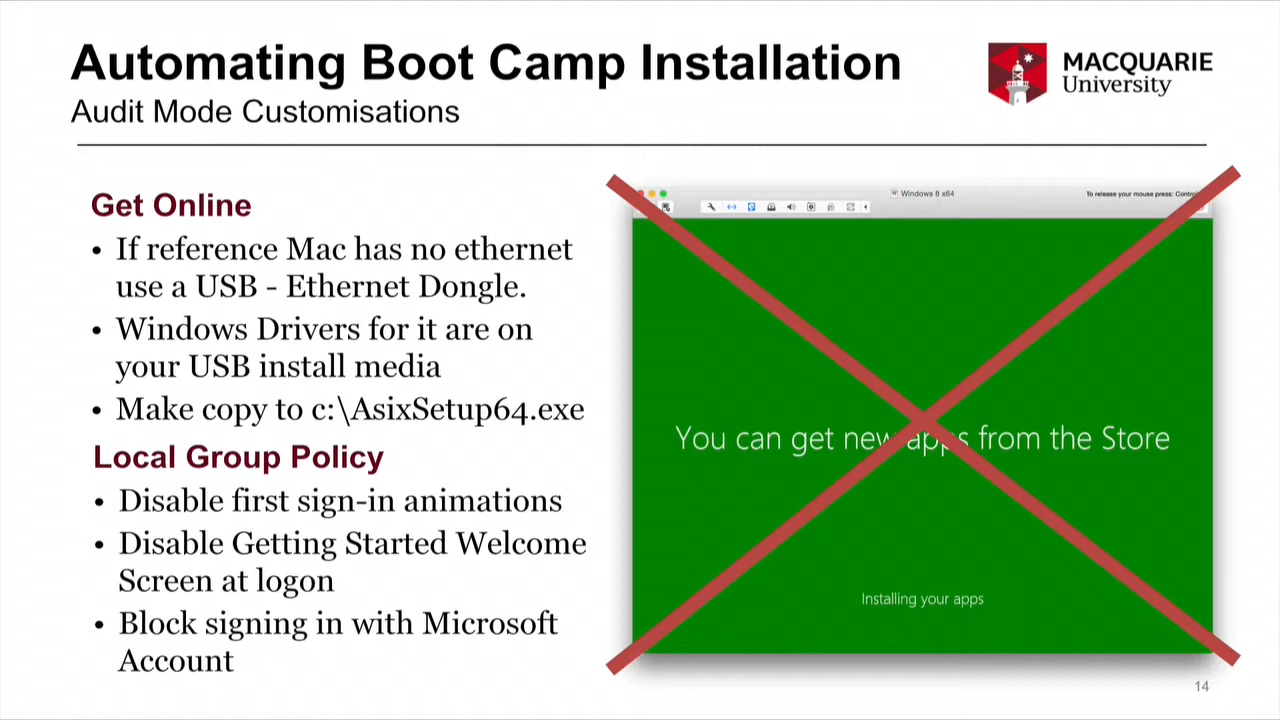 Automating Boot Camp Installation
Audit Mode Customisations
MACQUARIE
University
Get Online
• If reference Mac has no ethernet
use a USB - Ethernet Dongle.
• Windows Drivers for it are on
your USB install media
• Make copy to c:\AsixSetup64.exe
Local Group Policy
• Disable first sign-in animations
• Disable Getting Started Welcome
Screen at logon
• Block signing in with Microsoft
Account
Windows 8 x64
To release your mouse press:
You can get new apps from the Store
Installing your apps
14